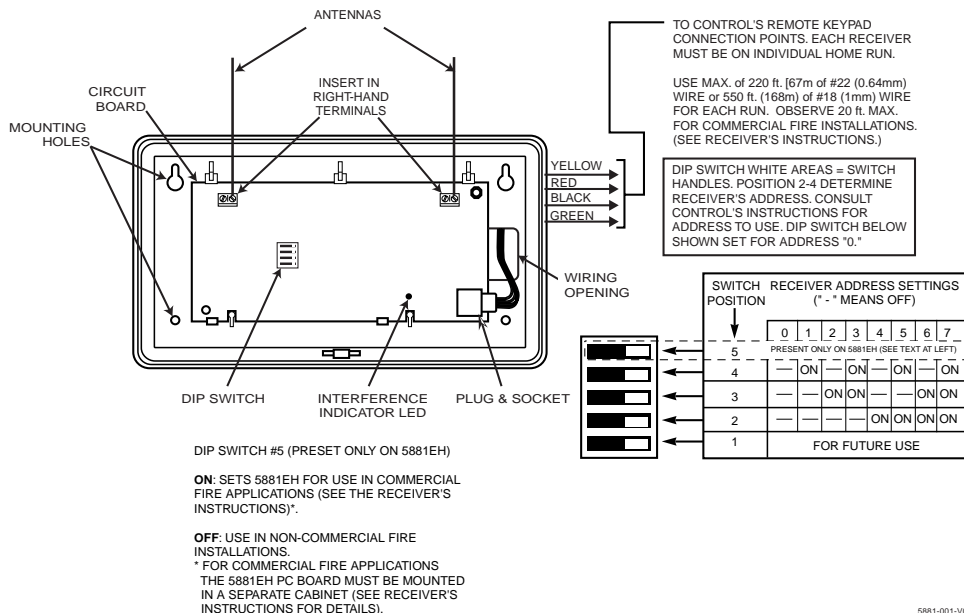 ANTENNAS
CIRCUIT
BOARD
MOUNTING
HOLES
INSERT IN
RIGHT-HAND
TERMINALS
TO CONTROL'S REMOTE KEYPAD
CONNECTION POINTS. EACH RECEIVER
MUST BE ON INDIVIDUAL HOME RUN.
USE MAX. of 220 ft. [67m of #22 (0.64mm)
WIRE or 550 ft. (168m) of #18 (1mm) WIRE
FOR EACH RUN. OBSERVE 20 ft. MAX.
FOR COMMERCIAL FIRE INSTALLATIONS.
(SEE RECEIVER'S INSTRUCTIONS.)
YELLOW
RED
BLACK
GREEN
DIP SWITCH WHITE AREAS = SWITCH
HANDLES. POSITION 2-4 DETERMINE
RECEIVER'S ADDRESS. CONSULT
CONTROL'S INSTRUCTIONS FOR
ADDRESS TO USE. DIP SWITCH BELOW
SHOWN SET FOR ADDRESS "0."
WIRING
OPENING
DIP SWITCH
INTERFERENCE
INDICATOR LED
PLUG & SOCKET
SWITCH
POSITION
RECEIVER ADDRESS SETTINGS
(" - " MEANS OFF)
0 1 2 3 4 5 6 7
5 PRESENT ONLY ON 5881EH (SEE TEXT AT LEFT)
4 — ON — ON — ON — ON
3 — — ON ON — — ON ON
2 — — — — ON ON ON ON
1 FOR FUTURE USE
DIP SWITCH #5 (PRESET ONLY ON 5881EH)
ON: SETS 5881EH FOR USE IN COMMERCIAL
FIRE APPLICATIONS (SEE THE RECEIVER'S
INSTRUCTIONS)*.
OFF: USE IN NON-COMMERCIAL FIRE
INSTALLATIONS.
* FOR COMMERCIAL FIRE APPLICATIONS
THE 5881EH PC BOARD MUST BE MOUNTED
IN A SEPARATE CABINET (SEE RECEIVER'S
INSTRUCTIONS FOR DETAILS).